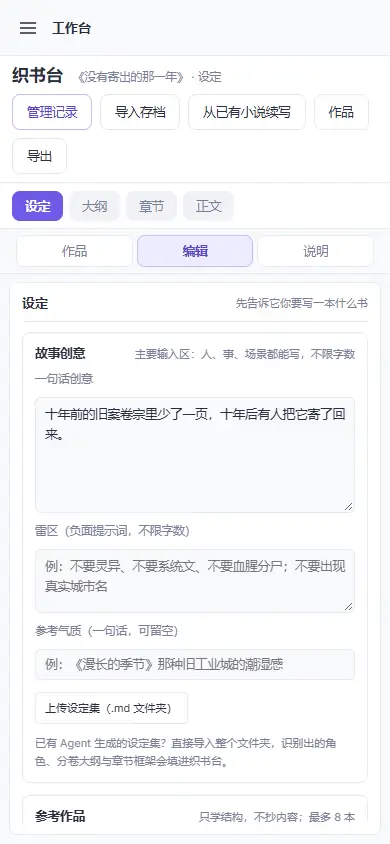 工作台
织书台 《没有寄出的那一年》 · 设定
管理记录 导入存档 从已有小说续写 作品
导出
设定 大纲 章节 正文
作品 编辑 说明
设定 先告诉它你要写一本什么书
故事创意 主要输入区：人、事、场景都能写，不限字数
一句话创意
十年前的旧案卷宗里少了一页，十年后有人把它寄了回
来。
雷区（负面提示词，不限字数）
例：不要灵异、不要系统文、不要血腥分尸；不要出现
真实城市名
参考气质（一句话，可留空）
例：《漫长的季节》那种旧工业城的潮湿感
上传设定集（.md 文件夹）
已有 Agent 生成的设定集？直接导入整个文件夹，识别出的角
色、分卷大纲与章节框架会填进织书台。
参考作品 只学结构，不抄内容；最多 8 本